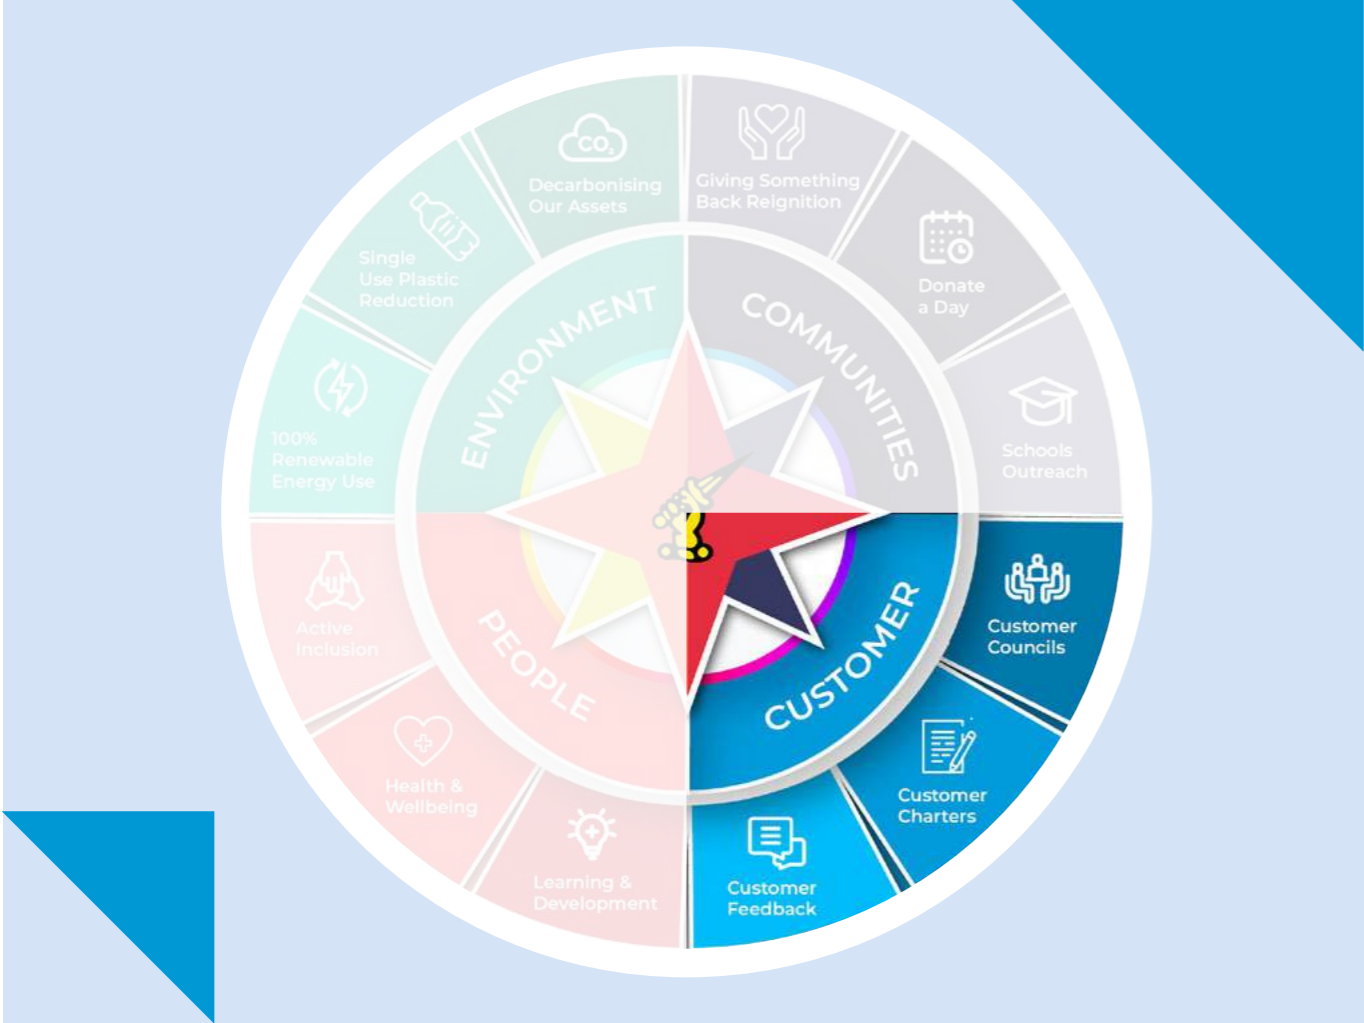 Decarbonising
Our Assets
Giving Something
Back Reignition
Single
Use Plastic
Reduction
Donate
a Day
ENVIRONMENT
COMMUNITIES
100%
Renewable
Energy Use
Schools
Outreach
Active
Inclusion
PEOPLE
CUSTOMER
Customer
Councils
Health &
Wellbeing
Customer
Charters
Learning &
Development
Customer
Feedback
CO₂